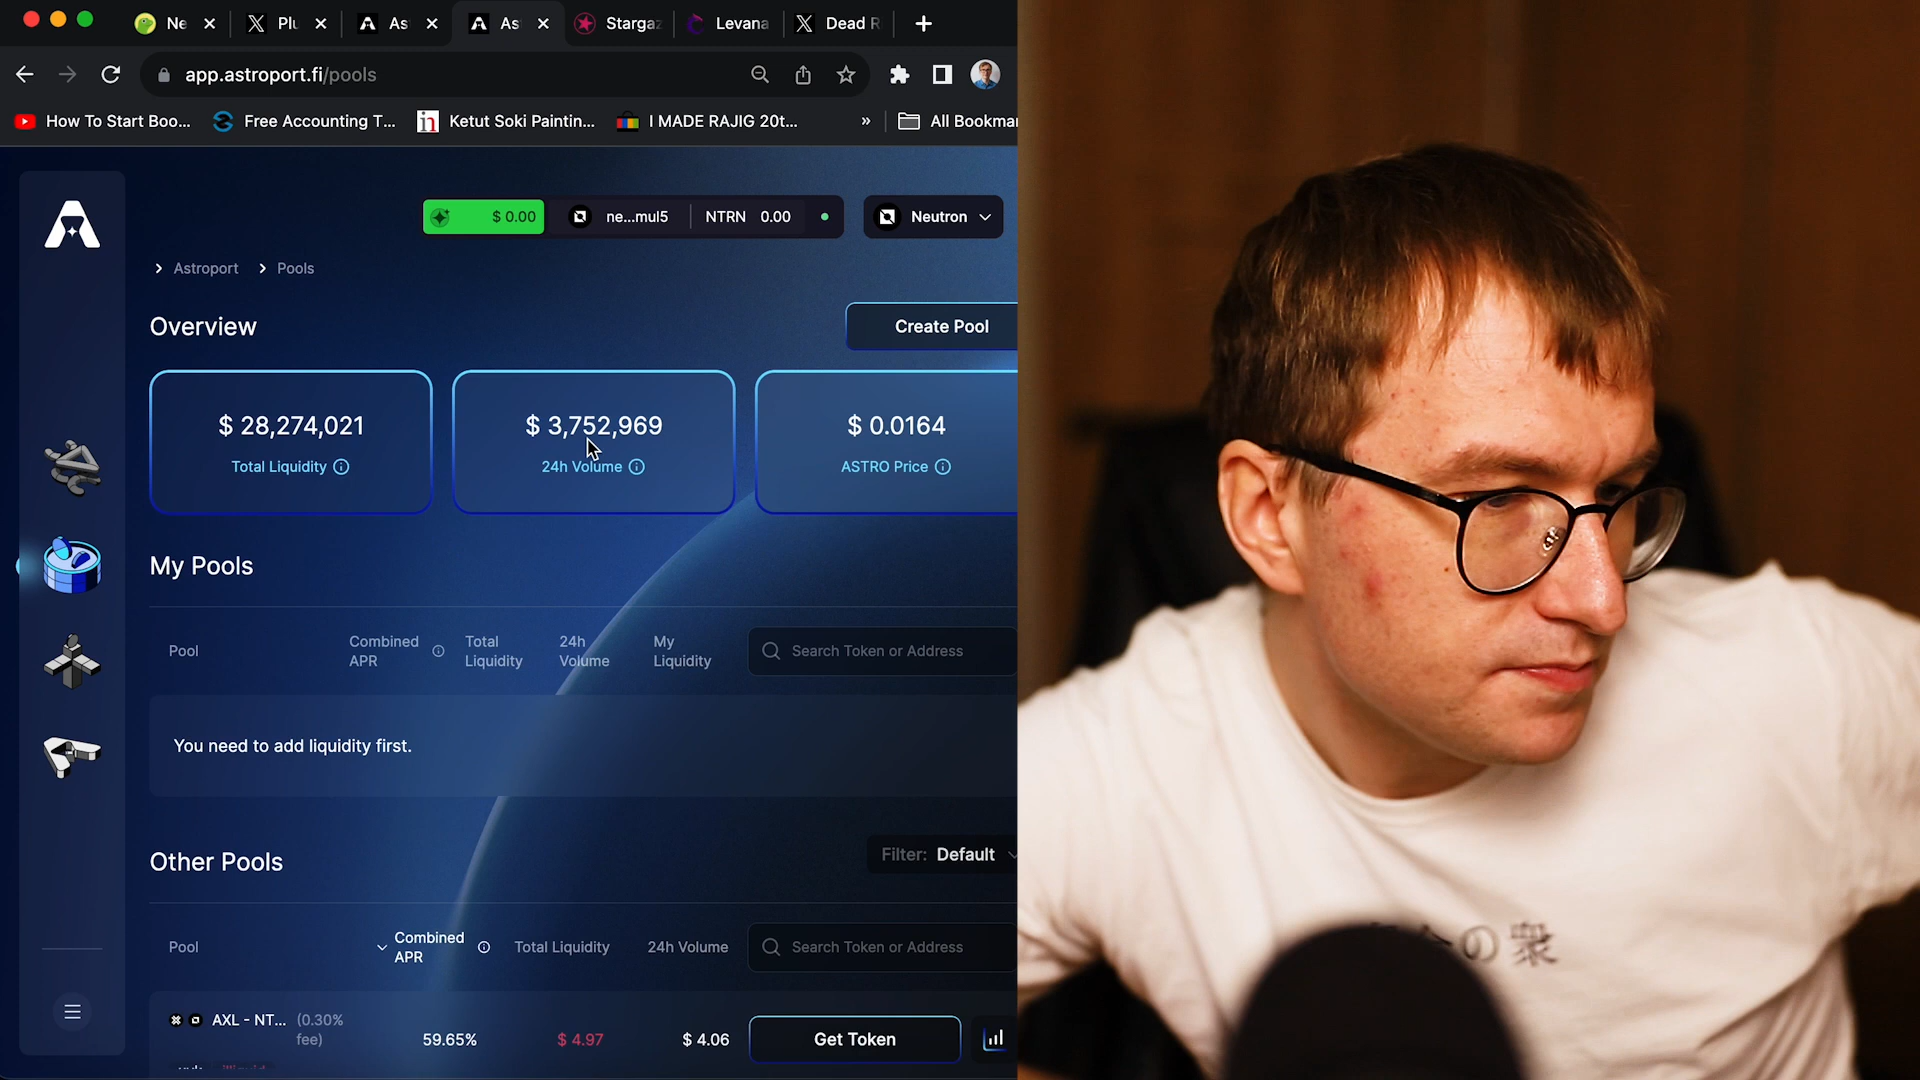 Ne
Plu
As
As
Stargaz
Levana
Dead R
app.astroport.fi/pools
How To Start Boo...
Free Accounting T...
Ketut Soki Paintin...
I MADE RAJIG 20t...
»
All Bookmar
$ 0.00
ne...mul5
NTRN 0.00
Neutron
Astroport
Pools
Overview
Create Pool
$ 28,274,021
Total Liquidity
$ 3,752,969
24h Volume
$ 0.0164
ASTRO Price
My Pools
Pool
Combined APR
Total Liquidity
24h Volume
My Liquidity
Search Token or Address
You need to add liquidity first.
Other Pools
Filter: Default
Pool
Combined APR
Total Liquidity
24h Volume
Search Token or Address
AXL - NT...
(0.30% fee)
59.65%
$ 4.97
$ 4.06
Get Token
の衆